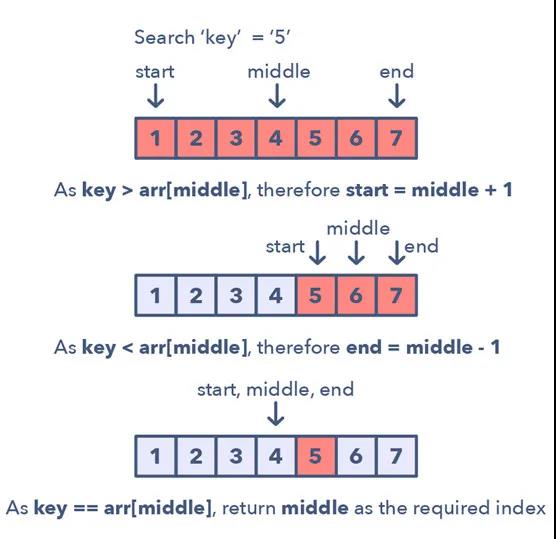 Search ‘key’ = ‘5’
start middle end
1 2 3 4 5 6 7
As key > arr[middle], therefore start = middle + 1
middle
start end
1 2 3 4 5 6 7
As key < arr[middle], therefore end = middle - 1
start, middle, end
1 2 3 4 5 6 7
As key == arr[middle], return middle as the required index